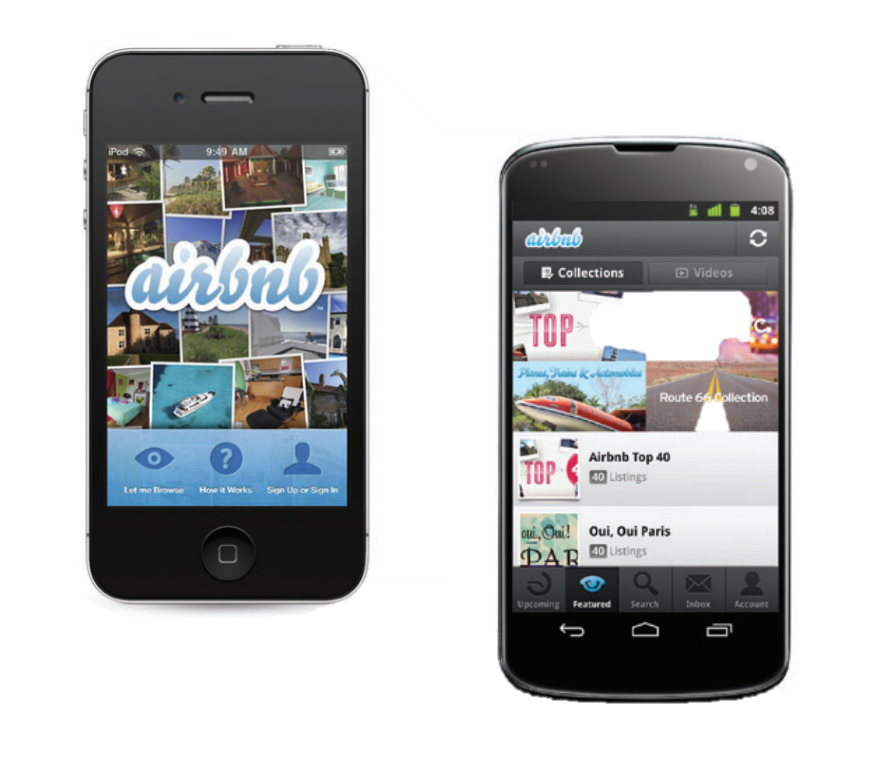 iPod 9:49 AM
airbnb
Let me Browse How it Works Sign Up or Sign In
4:08
airbnb
Collections Videos
TOP
C.
Planes, Trains & Automobiles
Route 66 Collection
TOP
Airbnb Top 40
40 Listings
oui, Oui!
PAR
Oui, Oui Paris
40 Listings
Upcoming Featured Search Inbox Account